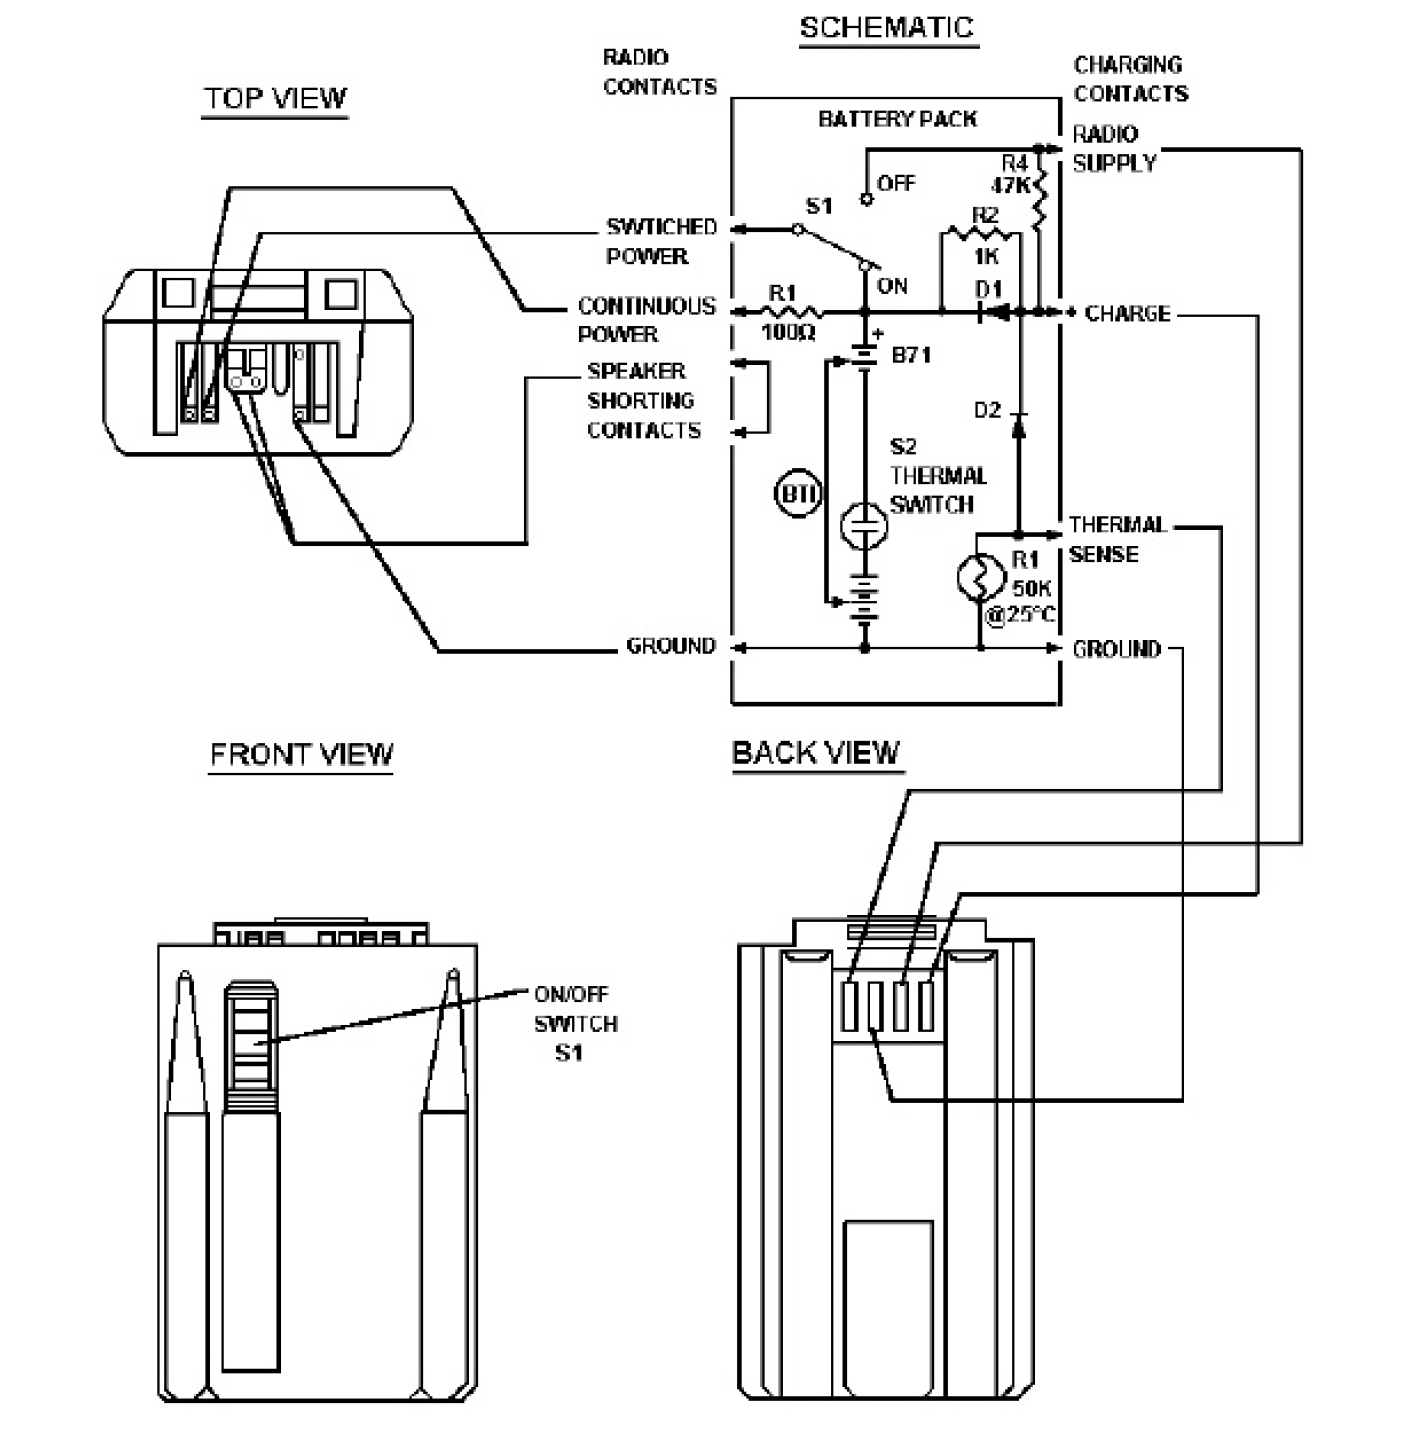 SCHEMATIC
RADIO
CONTACTS
CHARGING
CONTACTS
TOP VIEW
BATTERY PACK
RADIO
SUPPLY
R4
47K
OFF
S1
R2
1K
SWTICHED
POWER
ON
R1
100Ω
D1
CONTINUOUS
POWER
+ CHARGE
+
B71
SPEAKER
SHORTING
CONTACTS
D2
S2
THERMAL
SWITCH
BTI
THERMAL
SENSE
R1
50K
@25°C
GROUND
GROUND
FRONT VIEW
BACK VIEW
ON/OFF
SWITCH
S1